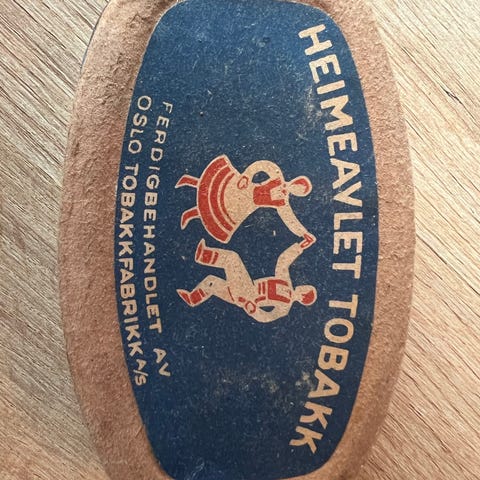 HEIMEAVLET TOBAKK
FERDIGBEHANDLET AV
OSLO TOBAKKFABRIKK A/S